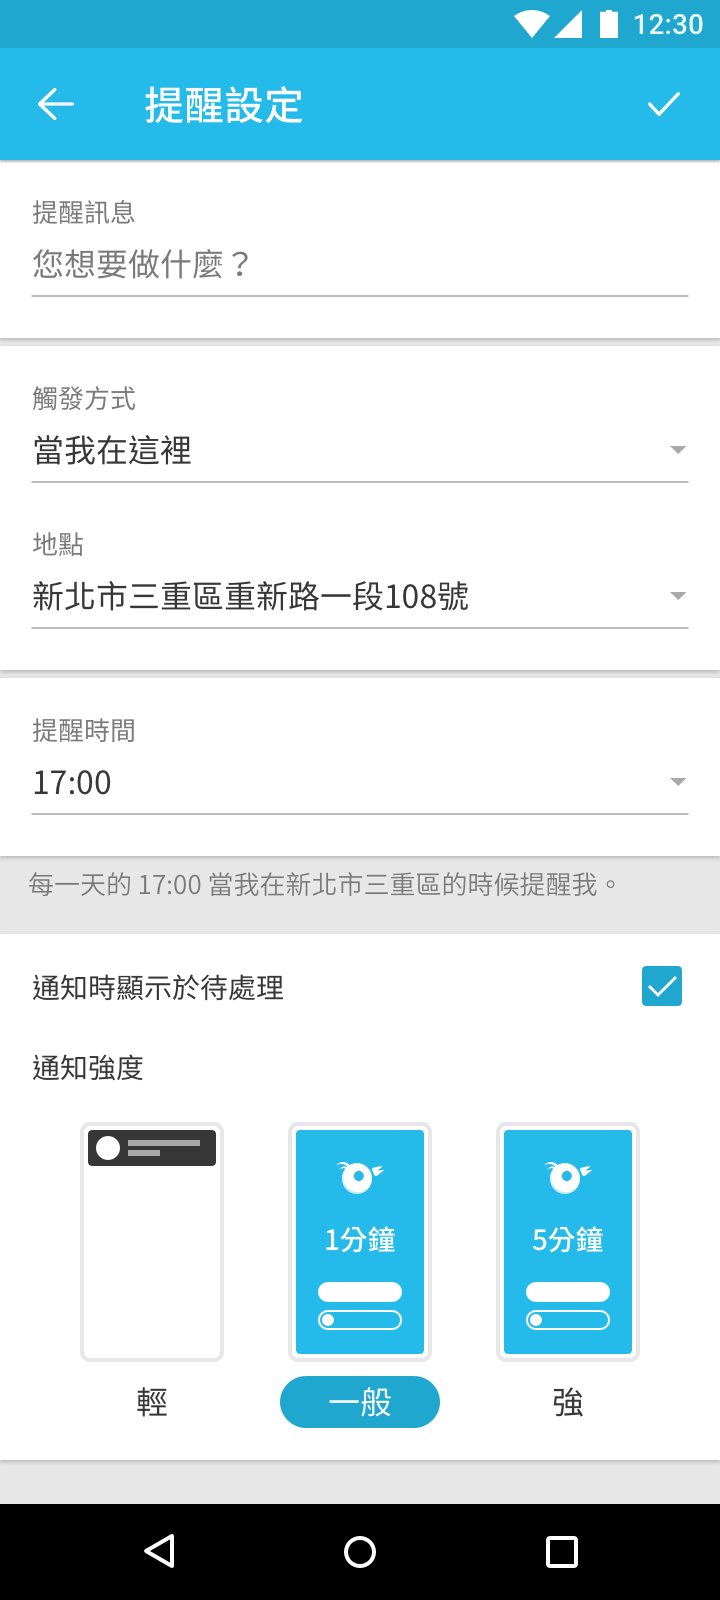 12:30
提醒設定
提醒訊息
您想要做什麼？
觸發方式
當我在這裡
地點
新北市三重區重新路一段108號
提醒時間
17:00
每一天的 17:00 當我在新北市三重區的時候提醒我。
通知時顯示於待處理
通知強度
1分鐘
5分鐘
輕
一般
強